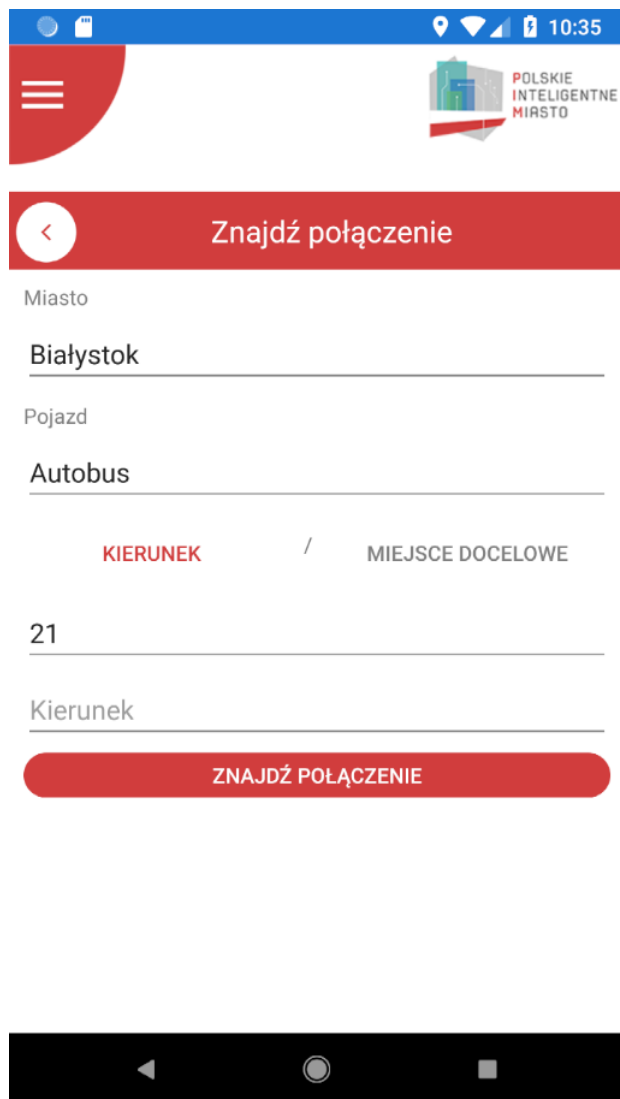 10:35
POLSKIE
INTELIGENTNE
MIASTO
Znajdź połączenie
Miasto
Białystok
Pojazd
Autobus
KIERUNEK / MIEJSCE DOCELOWE
21
Kierunek
ZNAJDŹ POŁĄCZENIE